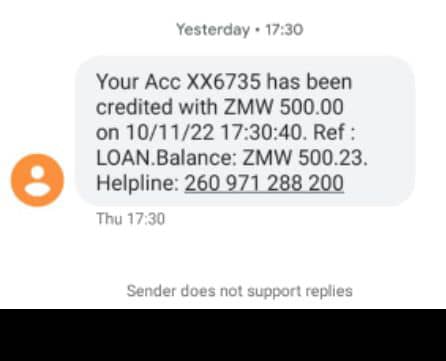 Yesterday • 17:30
Your Acc XX6735 has been
credited with ZMW 500.00
on 10/11/22 17:30:40. Ref :
LOAN.Balance: ZMW 500.23.
Helpline: 260 971 288 200
Thu 17:30
Sender does not support replies